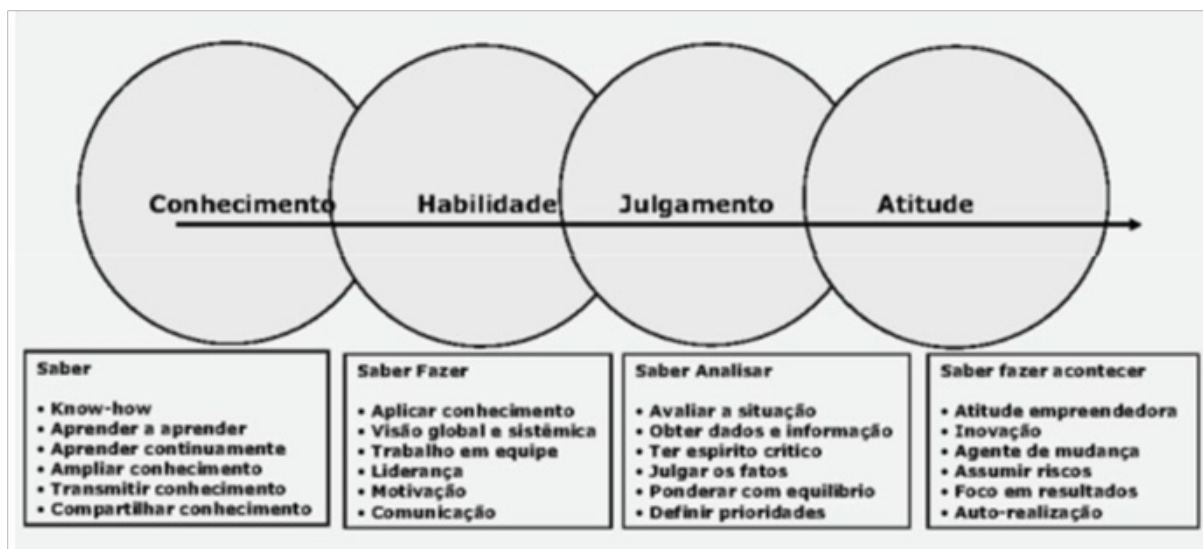 Conhecimento
Habilidade
Julgamento
Atitude
Saber
• Know-how
• Aprender a aprender
• Aprender continuamente
• Ampliar conhecimento
• Transmitir conhecimento
• Compartilhar conhecimento
Saber Fazer
• Aplicar conhecimento
• Visão global e sistêmica
• Trabalho em equipe
• Liderança
• Motivação
• Comunicação
Saber Analisar
• Avaliar a situação
• Obter dados e informação
• Ter espirito critico
• Julgar os fatos
• Ponderar com equilibrio
• Definir prioridades
Saber fazer acontecer
• Atitude empreendedora
• Inovação
• Agente de mudança
• Assumir riscos
• Foco em resultados
• Auto-realização